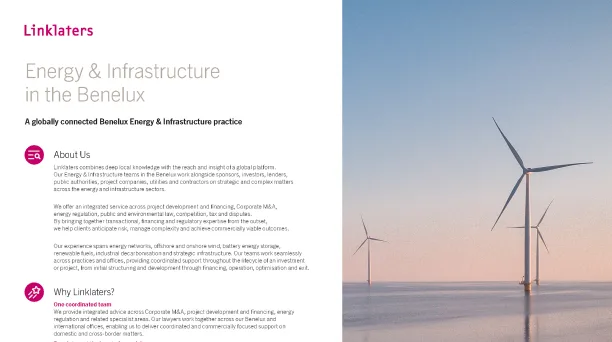 Linklaters
Energy & Infrastructure
in the Benelux
A globally connected Benelux Energy & Infrastructure practice
About Us
Linklaters combines deep local knowledge with the reach and insight of a global platform.
Our Energy & Infrastructure teams in the Benelux work alongside sponsors, investors, lenders,
public authorities, project companies, utilities and contractors on strategic and complex matters
across the energy and infrastructure sectors.
We offer an integrated service across project development and financing, Corporate M&A,
energy regulation, public and environmental law, competition, tax and disputes.
By bringing together transactional, financing and regulatory expertise from the outset,
we help clients anticipate risk, manage complexity and achieve commercially viable outcomes.
Our experience spans energy networks, offshore and onshore wind, battery energy storage,
renewable fuels, industrial decarbonisation and strategic infrastructure. Our teams work seamlessly
across practices and offices, providing coordinated support throughout the lifecycle of an investment
or project, from initial structuring and development through financing, operation, optimisation and exit.
Why Linklaters?
One coordinated team
We provide integrated advice across Corporate M&A, project development and financing, energy
regulation and related specialist areas. Our lawyers work together across our Benelux and
international offices, enabling us to deliver coordinated and commercially focused support on
domestic and cross-border matters.